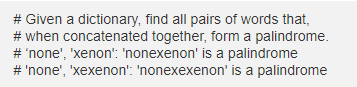 # Given a dictionary, find all pairs of words that,
# when concatenated together, form a palindrome.
# ‘none', 'xenon': 'nonexenon' is a palindrome
# 'none', 'xexenon': 'nonexexenon' is a palindrome